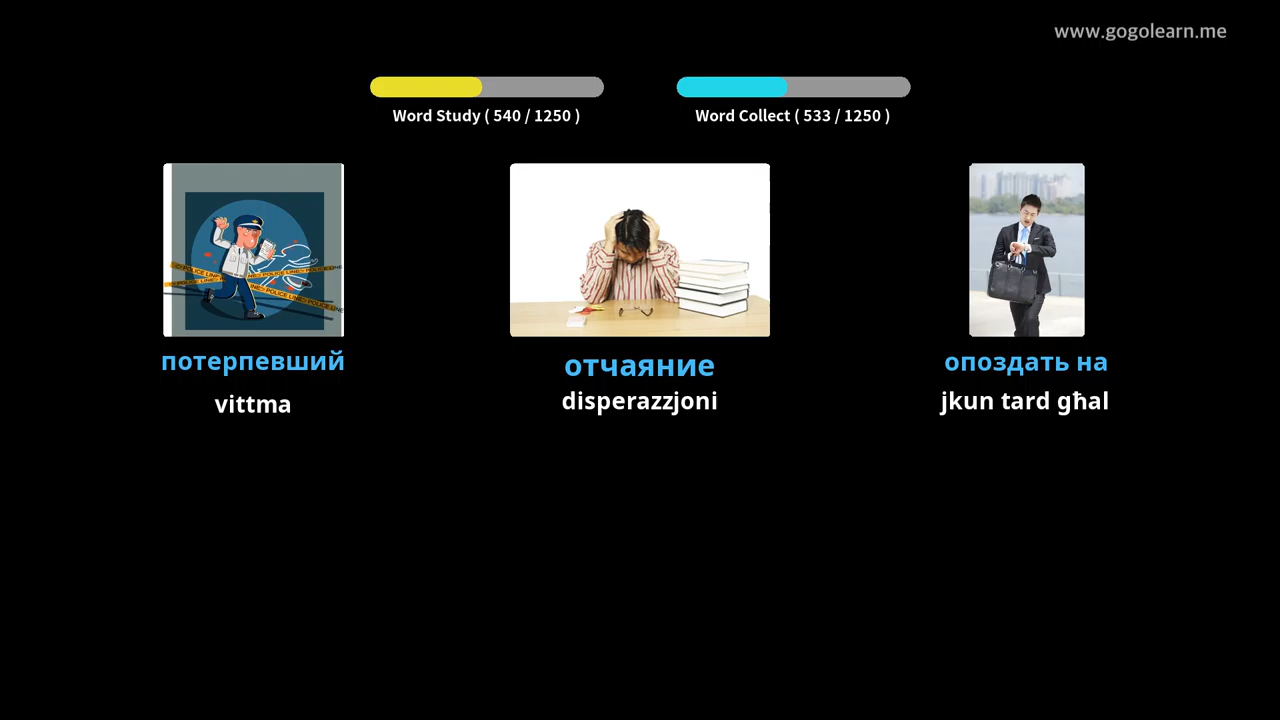 www.gogolearn.me
Word Study ( 540 / 1250 )
Word Collect ( 533 / 1250 )
потерпевший
vittma
отчаяние
disperazzjoni
опоздать на
jkun tard għal